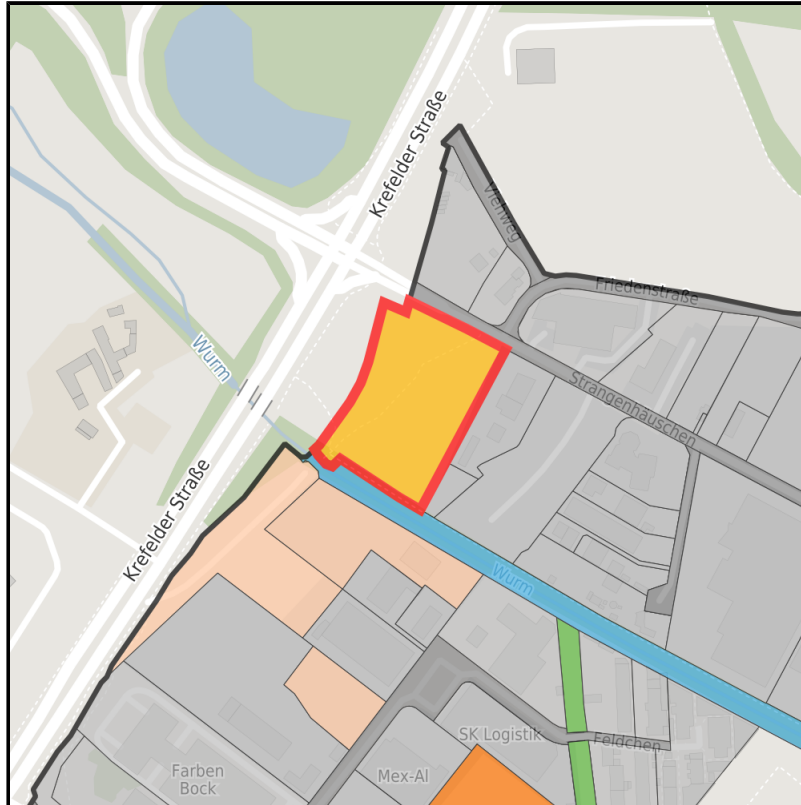 Krefelder Straße
Viehweg
Friedenstraße
Wurm
Strangenhäuschen
Krefelder Straße
Wurm
SK Logistik
Feldchen
Farben
Bock
Mex-Al